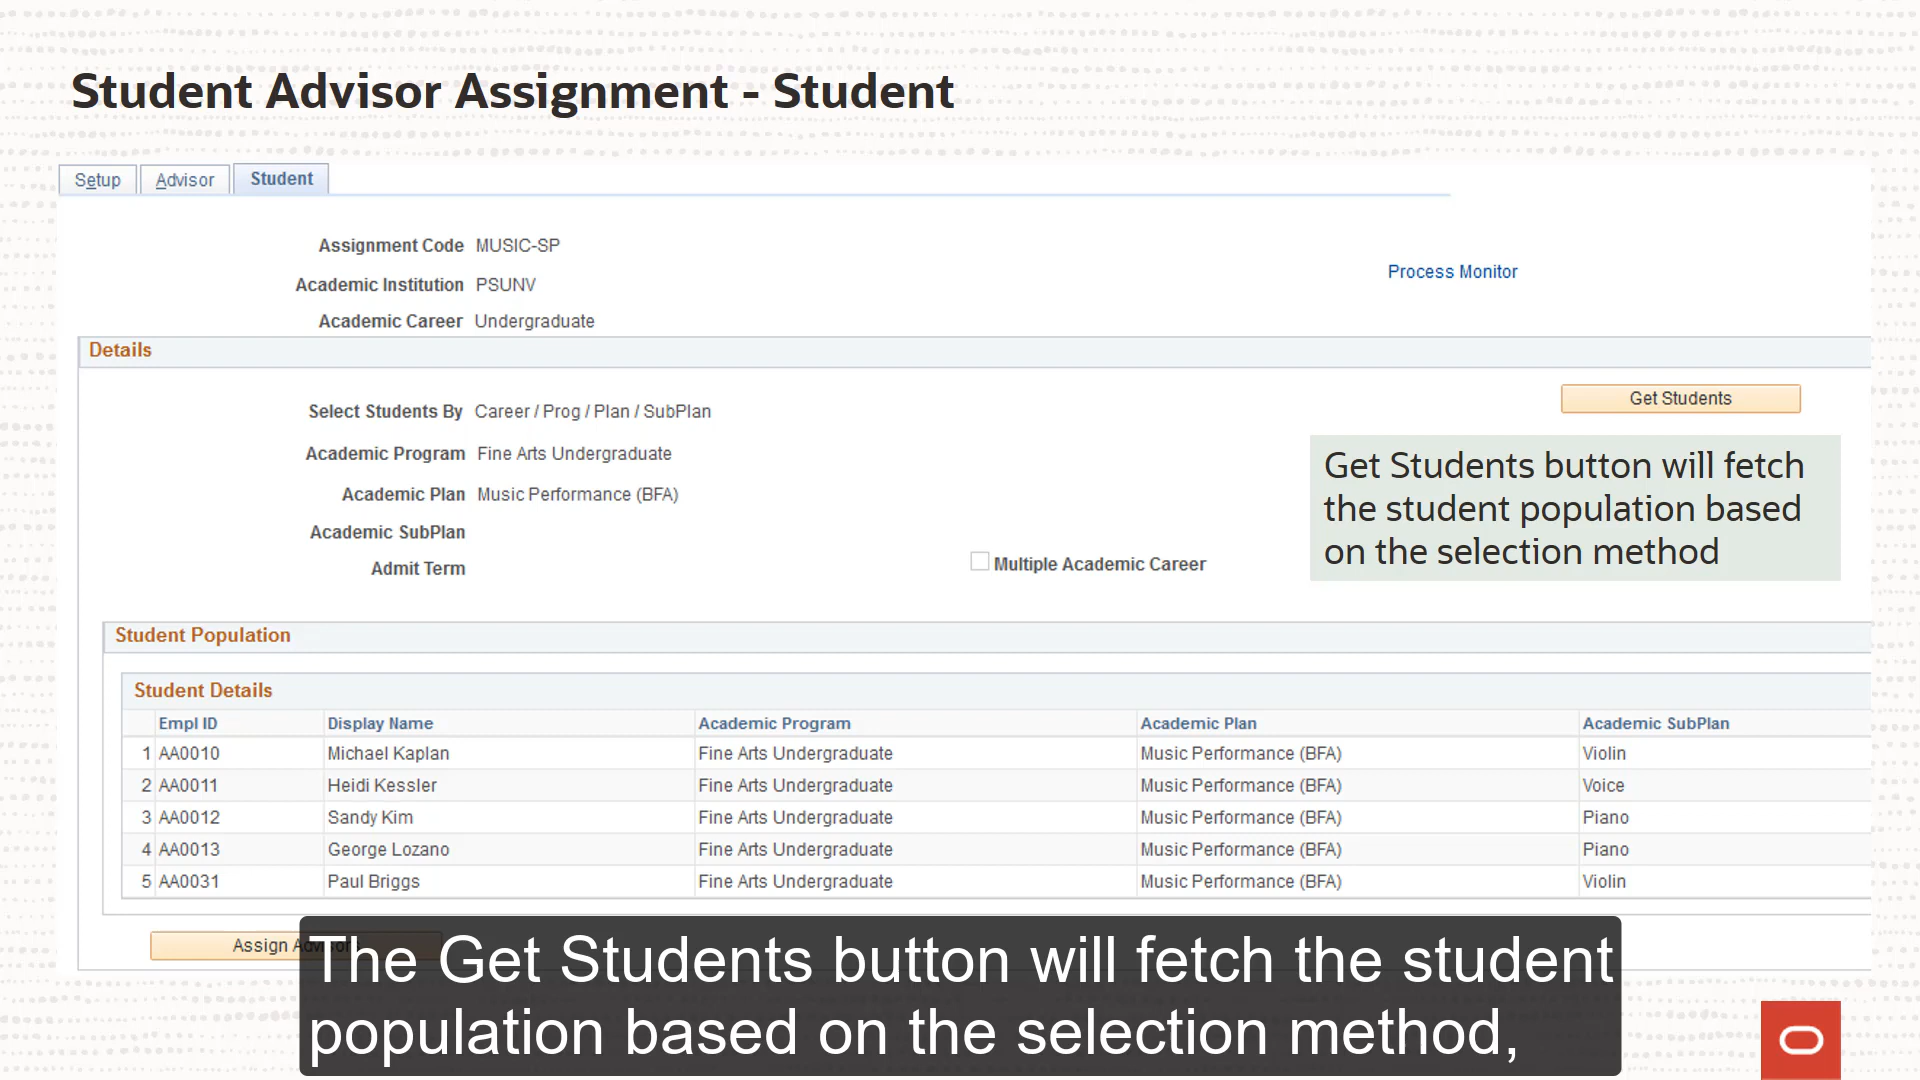 Student Advisor Assignment - Student
Setup Advisor Student
Assignment Code MUSIC-SP
Academic Institution PSUNV
Process Monitor
Academic Career Undergraduate
Details
Get Students
Select Students By Career / Prog / Plan / SubPlan
Academic Program Fine Arts Undergraduate
Academic Plan Music Performance (BFA)
Academic SubPlan
Admit Term
Multiple Academic Career
Get Students button will fetch
the student population based
on the selection method
Student Population
Student Details
Empl ID Display Name Academic Program Academic Plan Academic SubPlan
1 AA0010 Michael Kaplan Fine Arts Undergraduate Music Performance (BFA) Violin
2 AA0011 Heidi Kessler Fine Arts Undergraduate Music Performance (BFA) Voice
3 AA0012 Sandy Kim Fine Arts Undergraduate Music Performance (BFA) Piano
4 AA0013 George Lozano Fine Arts Undergraduate Music Performance (BFA) Piano
5 AA0031 Paul Briggs Fine Arts Undergraduate Music Performance (BFA) Violin
Assign Advisors
The Get Students button will fetch the student
population based on the selection method,